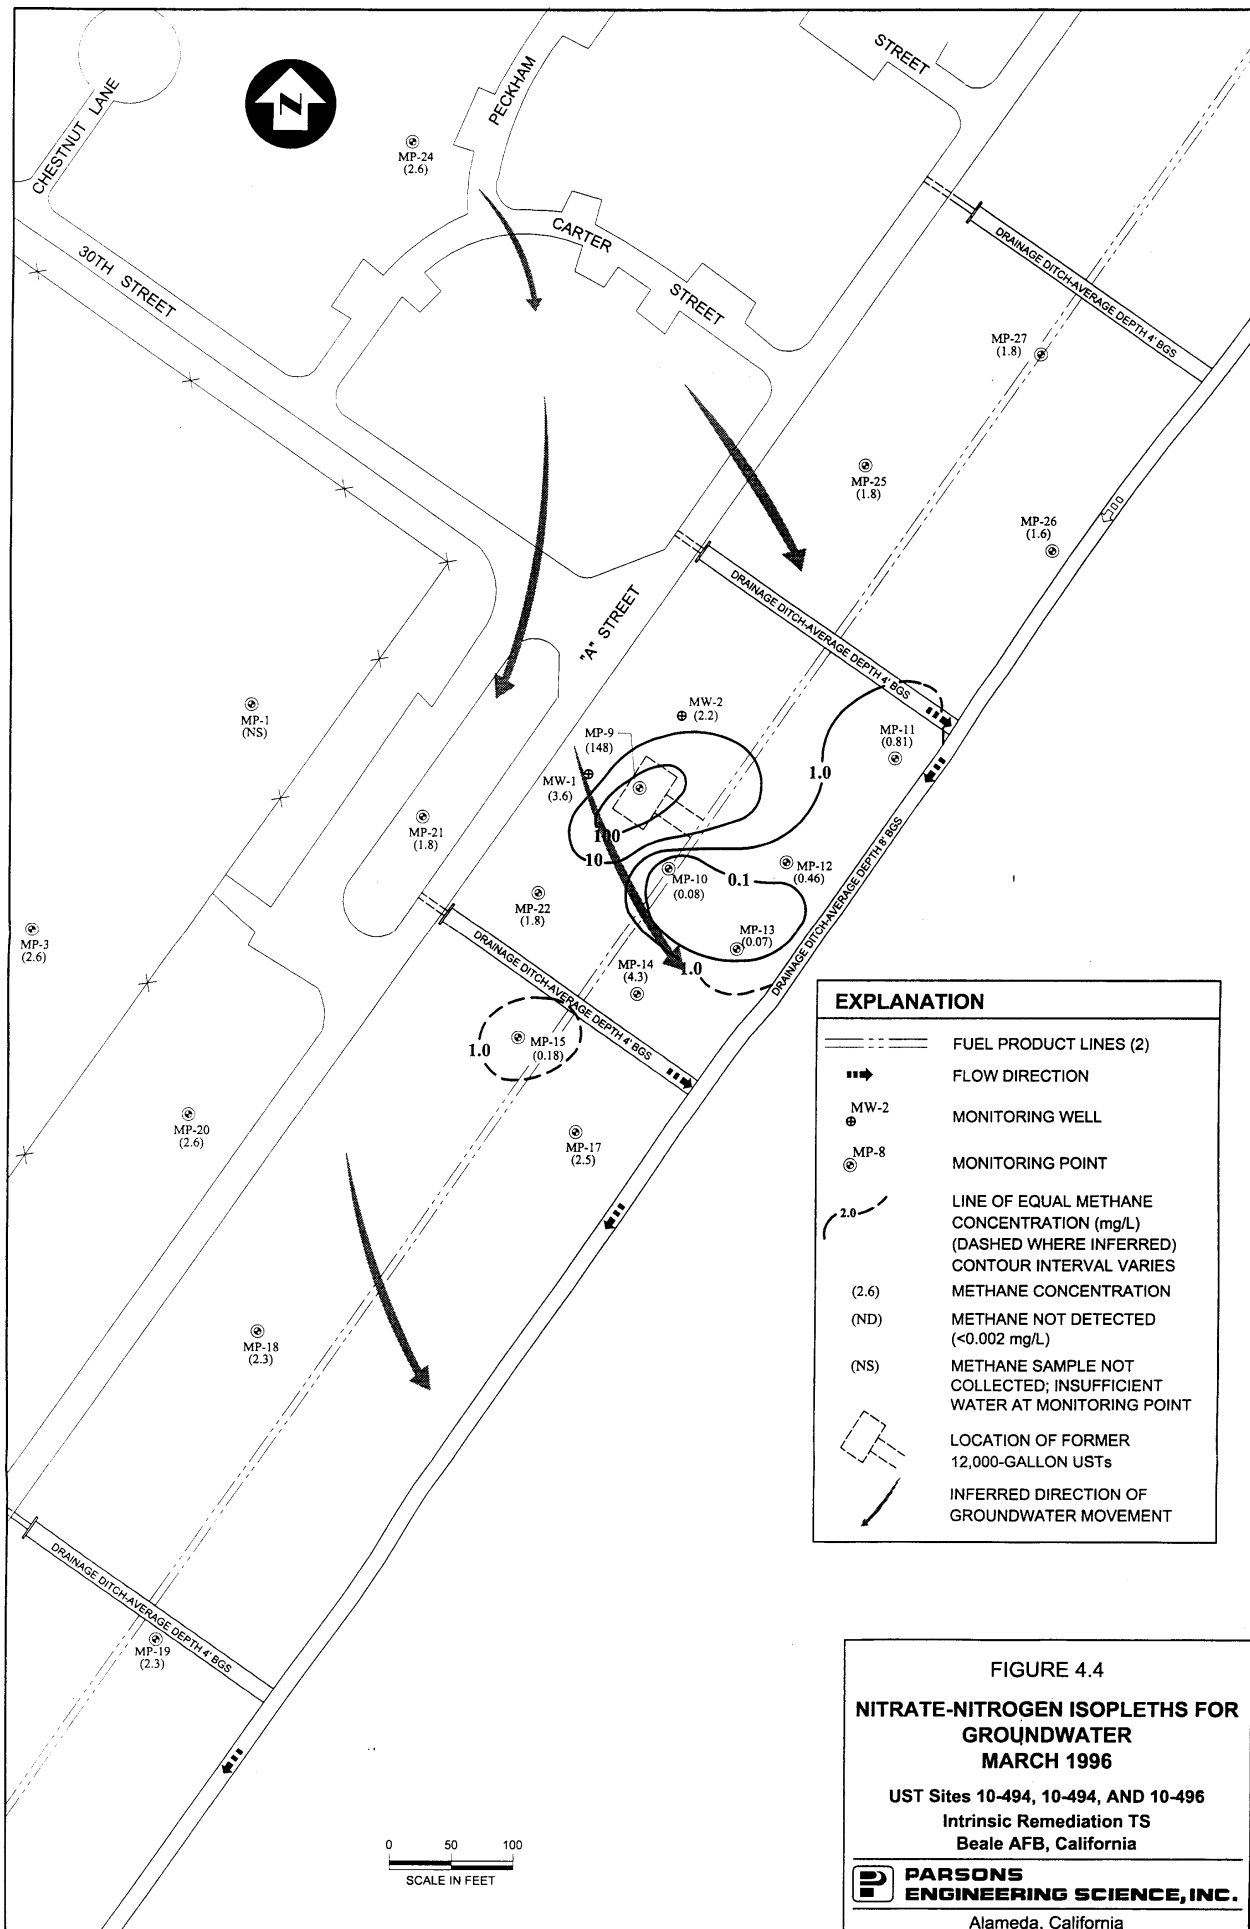 STREET
PECKHAM
CHESTNUT LANE
N
MP-24
(2.6)
CARTER
STREET
30TH STREET
DRAINAGE DITCH-AVERAGE DEPTH 4' BGS
MP-27
(1.8)
MP-25
(1.8)
MP-26
(1.6)
DRAINAGE DITCH-AVERAGE DEPTH 4' BGS
"A" STREET
MP-1
(NS)
MW-2
(2.2)
MP-9
(148)
MP-11
(0.81)
1.0
MW-1
(3.6)
MP-21
(1.8)
100
10
MP-10
(0.08)
0.1
MP-12
(0.46)
DRAINAGE DITCH-AVERAGE DEPTH 8' BGS
MP-22
(1.8)
MP-3
(2.6)
MP-13
(0.07)
MP-14
(4.3)
1.0
DRAINAGE DITCH-AVERAGE DEPTH 4' BGS
MP-15
(0.18)
1.0
MP-20
(2.6)
MP-17
(2.5)
MP-18
(2.3)
DRAINAGE DITCH-AVERAGE DEPTH 4' BGS
MP-19
(2.3)
EXPLANATION
FUEL PRODUCT LINES (2)
FLOW DIRECTION
MW-2
MONITORING WELL
MP-8
MONITORING POINT
2.0
LINE OF EQUAL METHANE
CONCENTRATION (mg/L)
(DASHED WHERE INFERRED)
CONTOUR INTERVAL VARIES
(2.6) METHANE CONCENTRATION
(ND) METHANE NOT DETECTED
(<0.002 mg/L)
(NS) METHANE SAMPLE NOT
COLLECTED; INSUFFICIENT
WATER AT MONITORING POINT
LOCATION OF FORMER
12,000-GALLON USTs
INFERRED DIRECTION OF
GROUNDWATER MOVEMENT
0 50 100
SCALE IN FEET
FIGURE 4.4
NITRATE-NITROGEN ISOPLETHS FOR
GROUNDWATER
MARCH 1996
UST Sites 10-494, 10-494, AND 10-496
Intrinsic Remediation TS
Beale AFB, California
PARSONS
ENGINEERING SCIENCE, INC.
Alameda, California